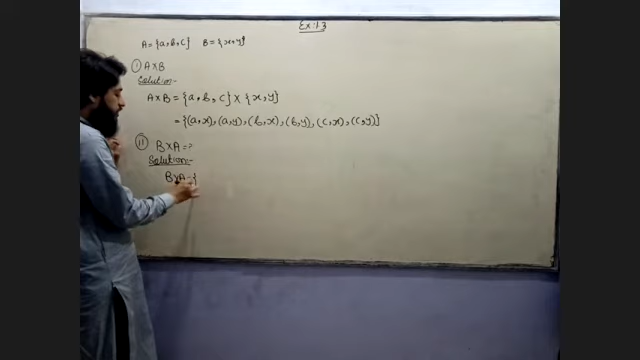 Ex:1.3
A = {a,b,c} B = {x,y}
(i) A×B
Solution:-
A×B = {a, b, c} × {x, y}
= {(a,x), (a,y), (b,x), (b,y), (c,x), (c,y)}
(ii) B×A = ?
Solution:-
B×A = {